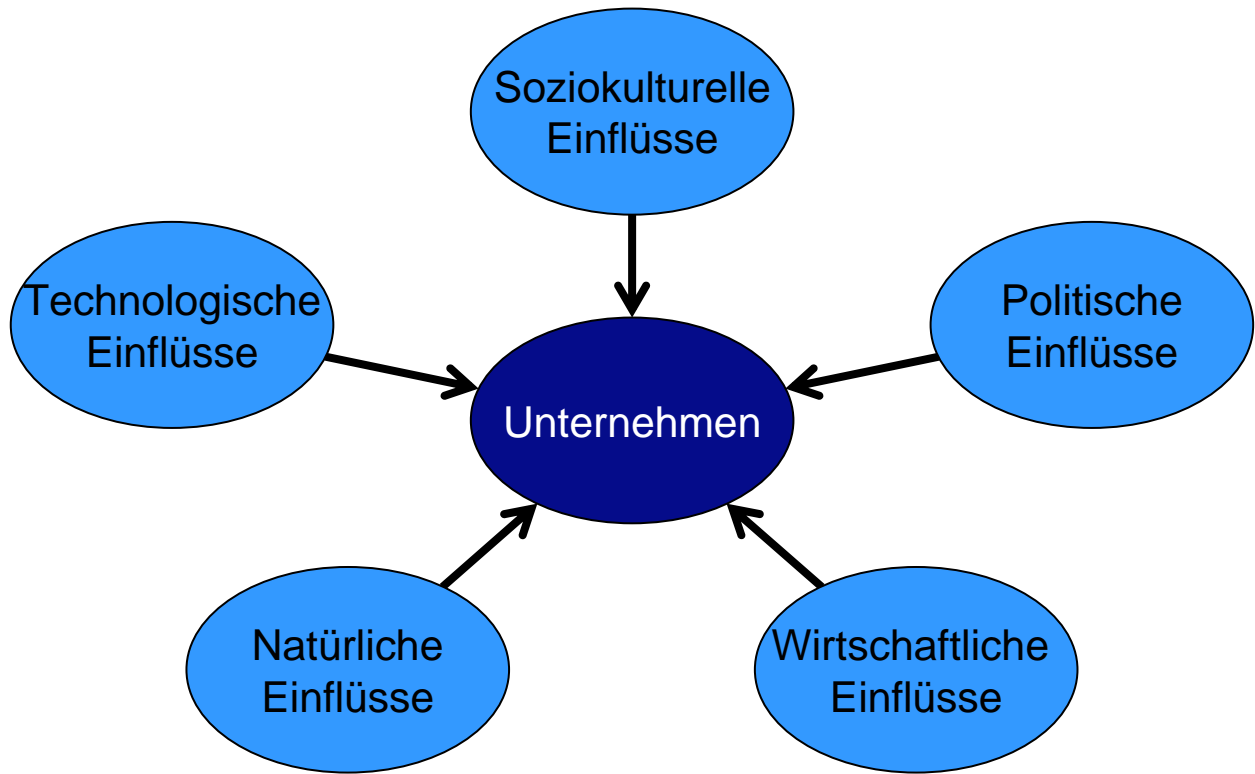 Soziokulturelle
Einflüsse
Technologische
Einflüsse
Politische
Einflüsse
Unternehmen
Natürliche
Einflüsse
Wirtschaftliche
Einflüsse